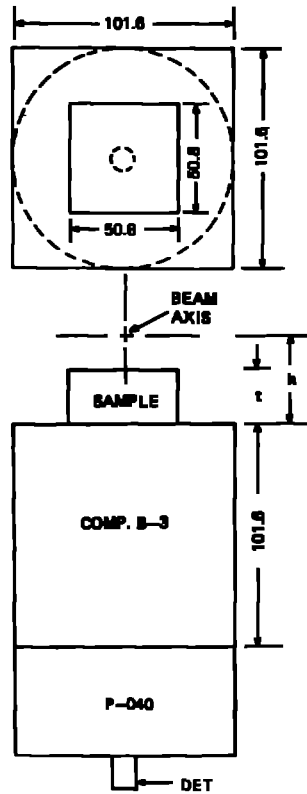 101.6
50.8
101.6
50.8
BEAM
AXIS
t
h
SAMPLE
COMP. B-3
101.6
P-040
DET